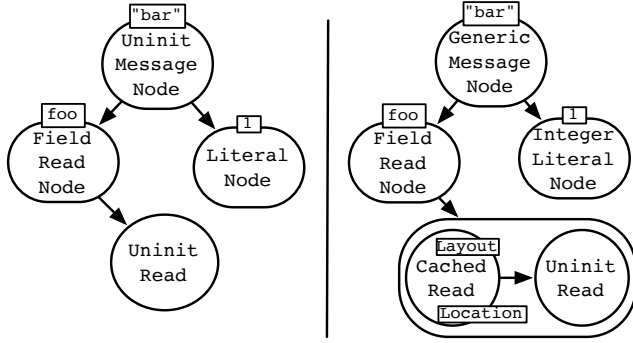 "bar"
Uninit
Message
Node
foo
Field
Read
Node
1
Literal
Node
Uninit
Read
"bar"
Generic
Message
Node
foo
Field
Read
Node
1
Integer
Literal
Node
Layout
Cached
Read
Location
Uninit
Read